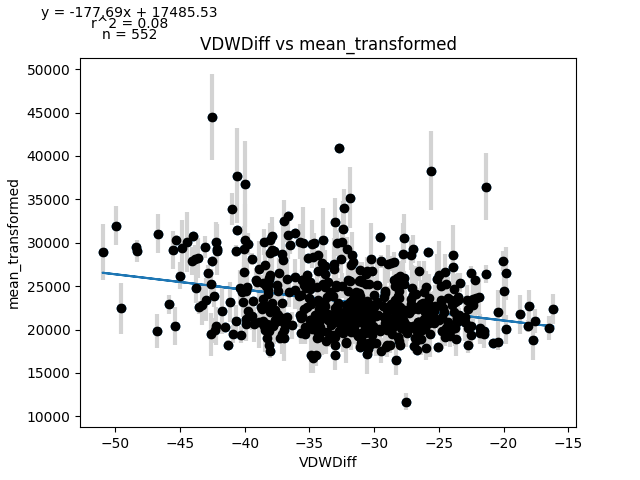 y = -177.69x + 17485.53
r^2 = 0.08
n = 552
VDWDiff vs mean_transformed
50000
45000
40000
35000
30000
25000
20000
15000
10000
mean_transformed
−50 −45 −40 −35 −30 −25 −20 −15
VDWDiff